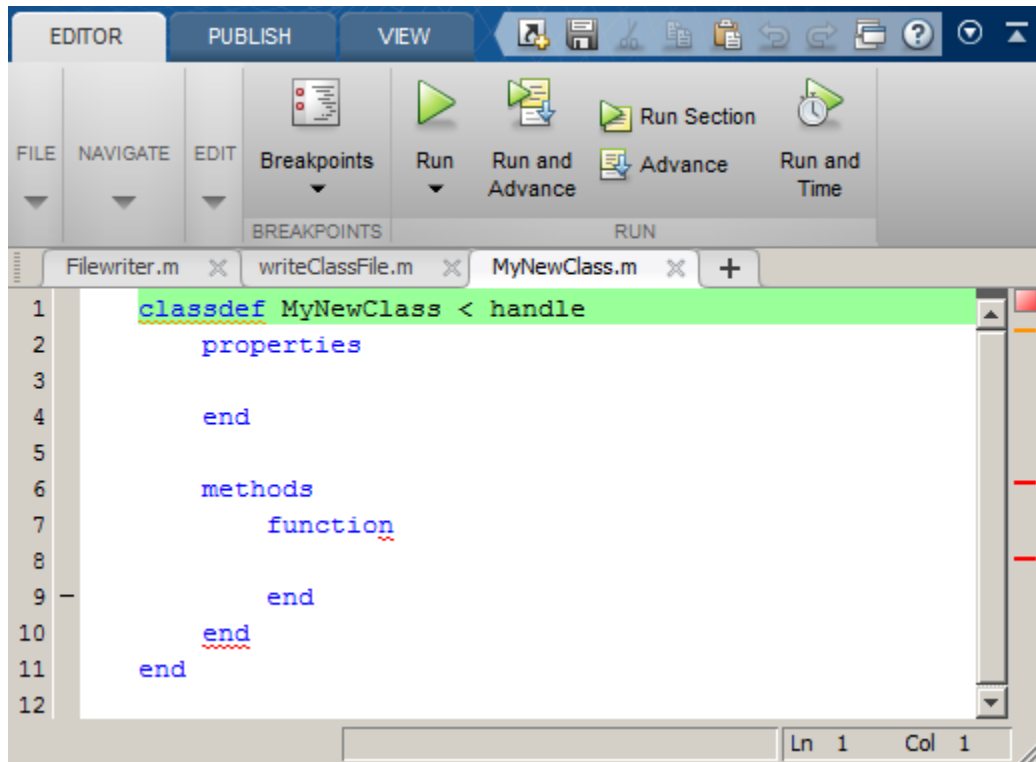 EDITOR PUBLISH VIEW
FILE NAVIGATE EDIT Breakpoints Run Run and Advance Run Section Advance Run and Time
BREAKPOINTS RUN
Filewriter.m writeClassFile.m MyNewClass.m +
1 classdef MyNewClass < handle
2 properties
3
4 end
5
6 methods
7 function
8
9 end
10 end
11 end
12
Ln 1 Col 1